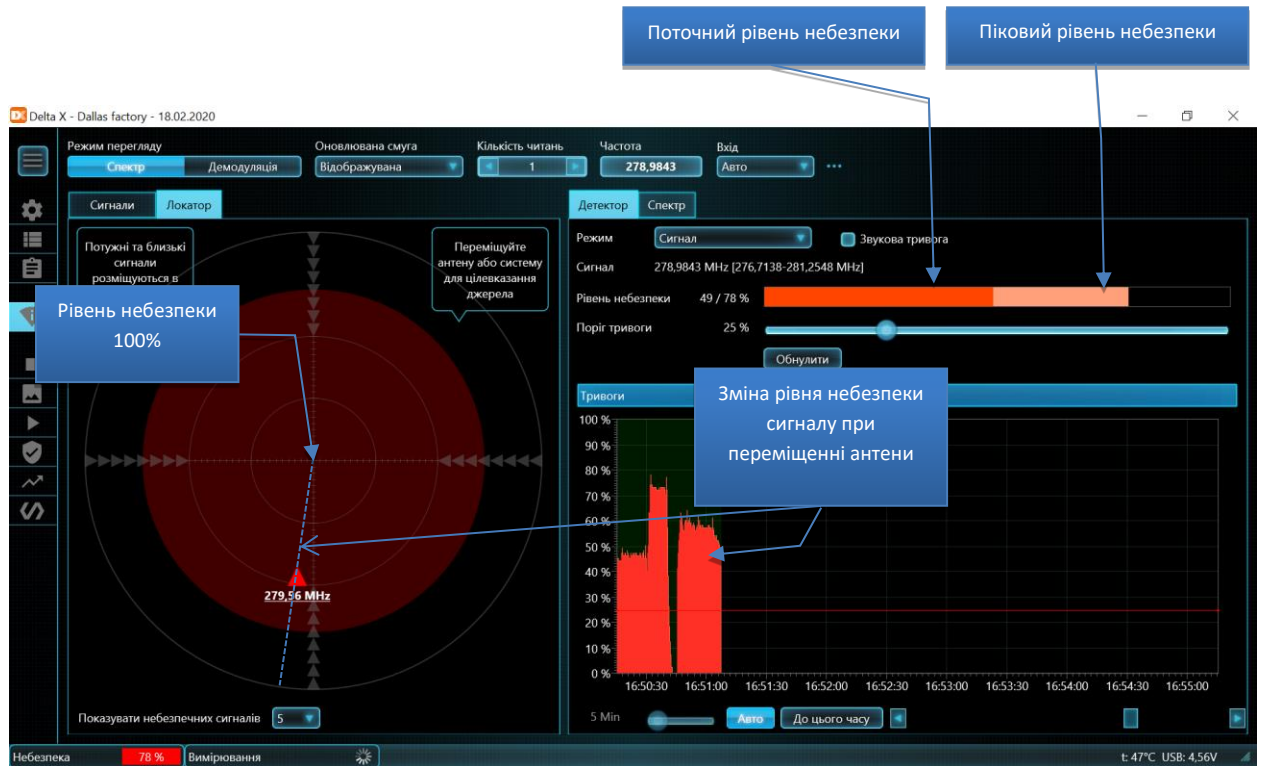 Поточний рівень небезпеки
Піковий рівень небезпеки
Delta X - Dallas factory - 18.02.2020
Режим перегляду
Оновлювана смуга
Кількість читань
Частота
Вхід
Спектр
Демодуляція
Відображувана
1
278,9843
Авто
Сигнали
Локатор
Детектор
Спектр
Потужні та близькі
сигнали
розміщуються в
Переміщуйте
антену або систему
для цілевказання
джерела
Рівень небезпеки
100%
279,56 MHz
Показувати небезпечних сигналів
5
Режим
Сигнал
Звукова тривога
Сигнал
278,9843 MHz [276,7138-281,2548 MHz]
Рівень небезпеки
49 / 78 %
Поріг тривоги
25 %
Обнулити
Тривоги
Зміна рівня небезпеки
сигналу при
переміщенні антени
100 %
90 %
80 %
70 %
60 %
50 %
40 %
30 %
20 %
10 %
0 %
16:50:30
16:51:00
16:51:30
16:52:00
16:52:30
16:53:00
16:53:30
16:54:00
16:54:30
16:55:00
5 Min
Авто
До цього часу
Небезпека
78 %
Вимірювання
t: 47°C USB: 4,56V